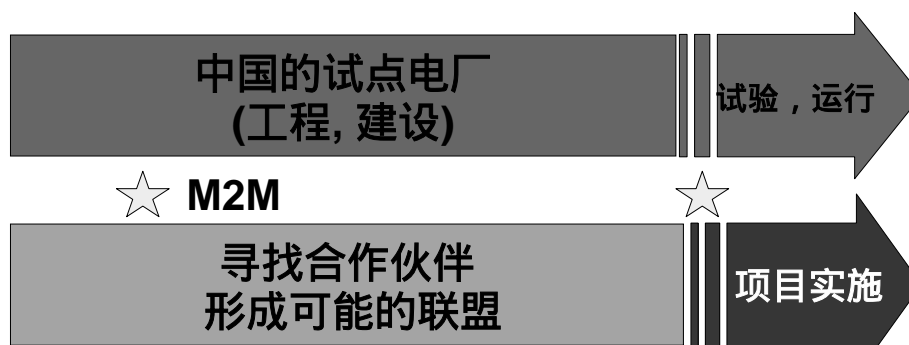 中国的试点电厂
(工程, 建设)
试验，运行
M2M
寻找合作伙伴
形成可能的联盟
项目实施